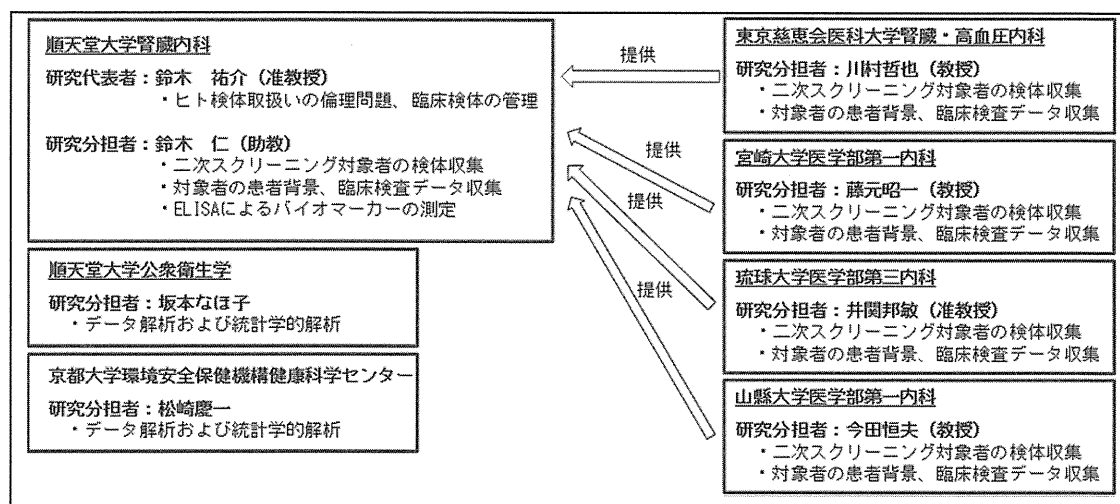 順天堂大学腎臓内科
研究代表者：鈴木　祐介（准教授）
・ヒト検体取扱いの倫理問題、臨床検体の管理
研究分担者：鈴木　仁（助教）
・二次スクリーニング対象者の検体収集
・対象者の患者背景、臨床検査データ収集
・ELISAによるバイオマーカーの測定
順天堂大学公衆衛生学
研究分担者：坂本なほ子
・データ解析および統計学的解析
京都大学環境安全保健機構健康科学センター
研究分担者：松崎慶一
・データ解析および統計学的解析
提供
提供
提供
提供
東京慈恵会医科大学腎臓・高血圧内科
研究分担者：川村哲也（教授）
・二次スクリーニング対象者の検体収集
・対象者の患者背景、臨床検査データ収集
宮崎大学医学部第一内科
研究分担者：藤元昭一（教授）
・二次スクリーニング対象者の検体収集
・対象者の患者背景、臨床検査データ収集
琉球大学医学部第三内科
研究分担者：井関邦敏（准教授）
・二次スクリーニング対象者の検体収集
・対象者の患者背景、臨床検査データ収集
山縣大学医学部第一内科
研究分担者：今田恒夫（教授）
・二次スクリーニング対象者の検体収集
・対象者の患者背景、臨床検査データ収集